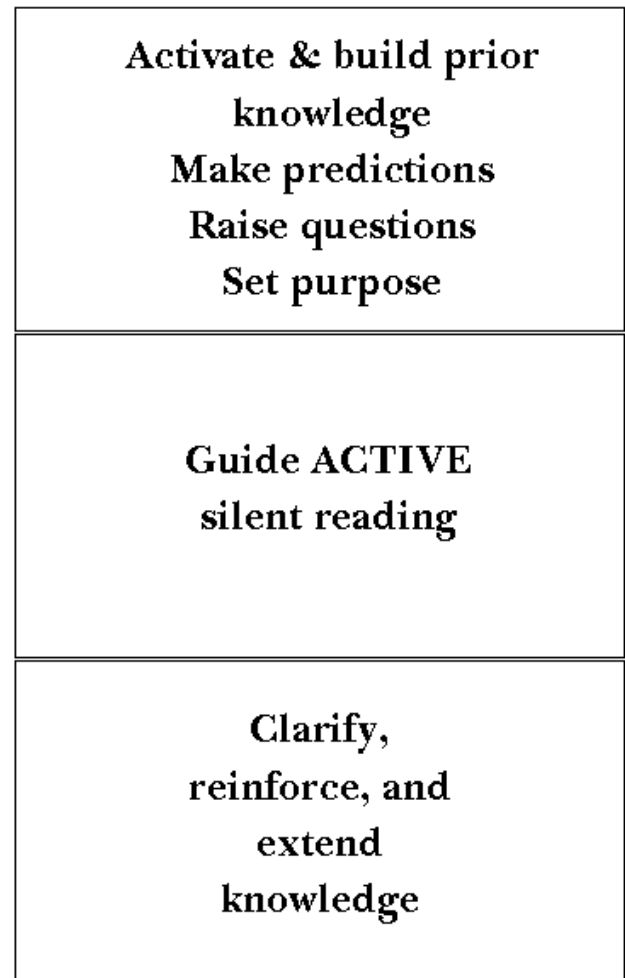 Activate & build prior
knowledge
Make predictions
Raise questions
Set purpose
Guide ACTIVE
silent reading
Clarify,
reinforce, and
extend
knowledge